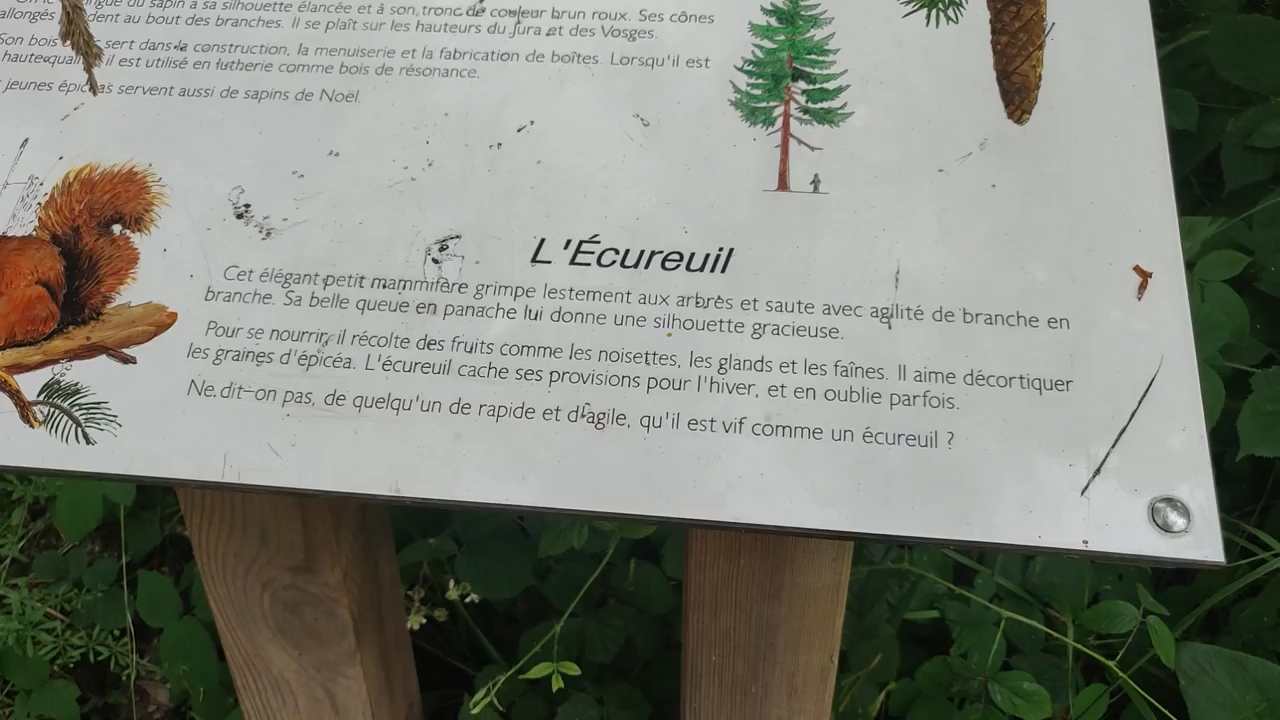 du sapin à sa silhouette élancée et à son tronc de couleur brun roux. Ses cônes
allongés dent au bout des branches. Il se plaît sur les hauteurs du Jura et des Vosges.
Son bois sert dans la construction, la menuiserie et la fabrication de boîtes. Lorsqu'il est
haute il est utilisé en lutherie comme bois de résonance.
jeunes épicéas servent aussi de sapins de Noël.
L'Écureuil
Cet élégant petit mammifère grimpe lestement aux arbres et saute avec agilité de branche en
branche. Sa belle queue en panache lui donne une silhouette gracieuse.
Pour se nourrir, il récolte des fruits comme les noisettes, les glands et les faînes. Il aime décortiquer
les graines d'épicéa. L'écureuil cache ses provisions pour l'hiver, et en oublie parfois.
Ne dit-on pas, de quelqu'un de rapide et d'agile, qu'il est vif comme un écureuil ?